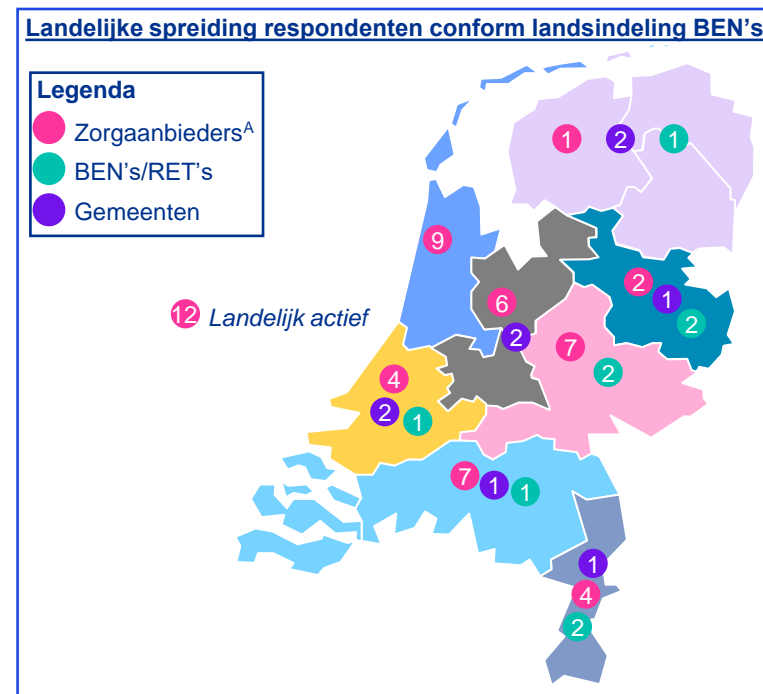 Landelijke spreiding respondenten conform landsindeling BEN's
Legenda
Zorgaanbieders^A
BEN's/RET's
Gemeenten
1 2 1
9
2
1
2
6
2
12 Landelijk actief
7
2
4
2 1
7 1 1
1
4
2